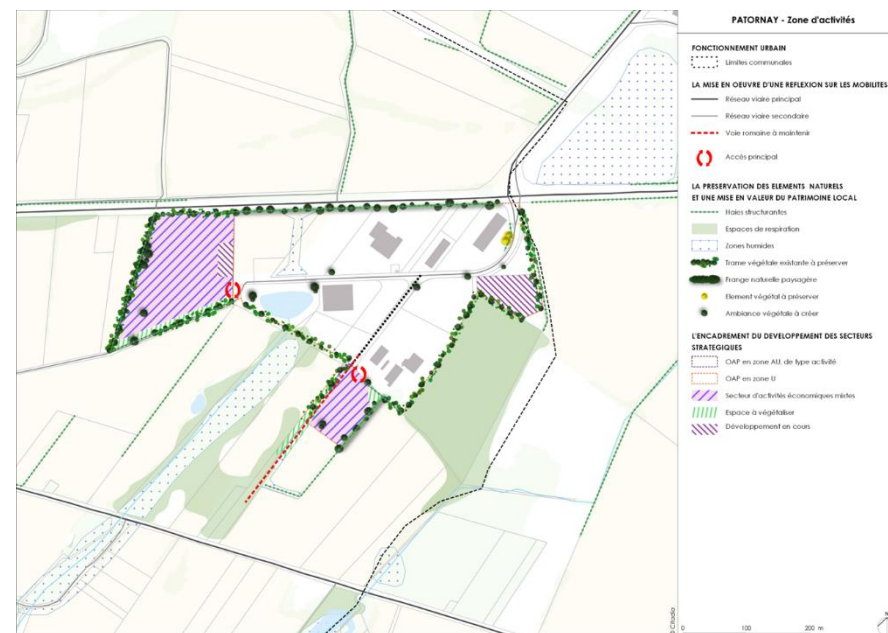 PATORNAY - Zone d'activités
FONCTIONNEMENT URBAIN
Limites communales
LA MISE EN OEUVRE D'UNE REFLEXION SUR LES MOBILITES
Réseau viaire principal
Réseau viaire secondaire
Voie romaine à maintenir
Accès principal
LA PRESERVATION DES ELEMENTS NATURELS
ET UNE MISE EN VALEUR DU PATRIMOINE LOCAL
Haies structurantes
Espaces de respiration
Zones humides
Trame végétale existante à préserver
Frange naturelle paysagère
Element végétal à préserver
Ambiance végétale à créer
L'ENCADREMENT DU DEVELOPPEMENT DES SECTEURS
STRATEGIQUES
OAP en zone AU, de type activité
OAP en zone U
Secteur d'activités économiques mixtes
Espace à végétaliser
Développement en cours
0 100 200 m